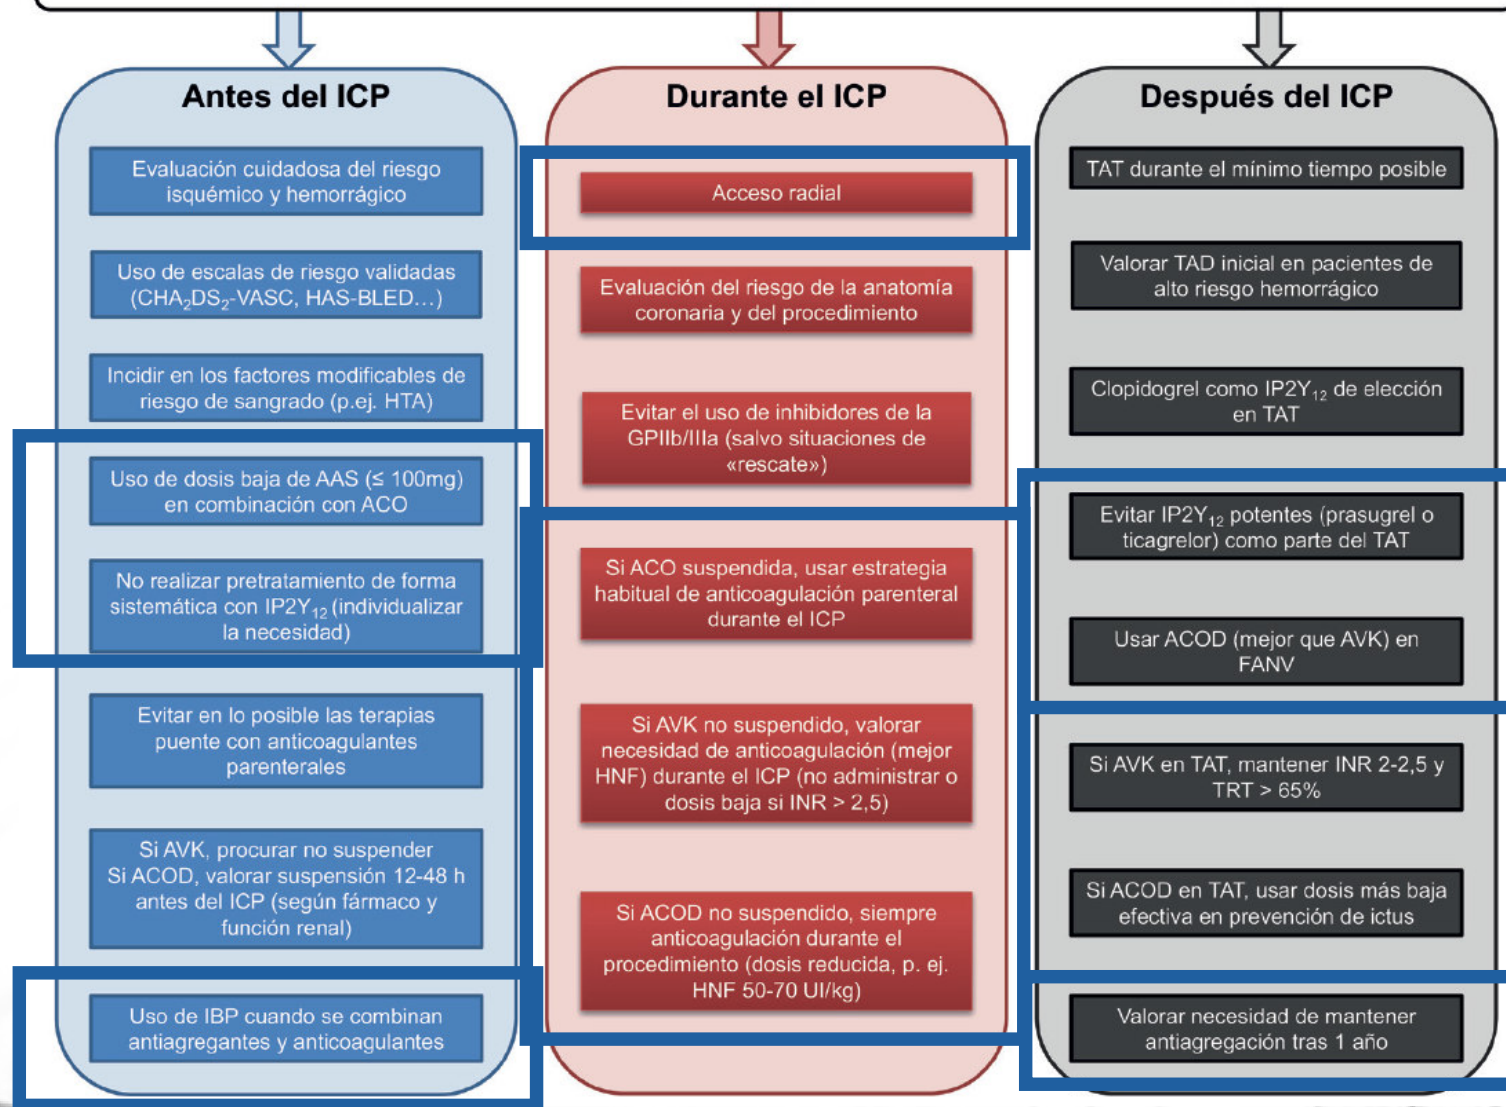 Antes del ICP
Evaluación cuidadosa del riesgo
isquémico y hemorrágico
Uso de escalas de riesgo validadas
(CHA₂DS₂-VASC, HAS-BLED…)
Incidir en los factores modificables de
riesgo de sangrado (p.ej. HTA)
Uso de dosis baja de AAS (≤ 100mg)
en combinación con ACO
No realizar pretratamiento de forma
sistemática con IP2Y₁₂ (individualizar
la necesidad)
Evitar en lo posible las terapias
puente con anticoagulantes
parenterales
Si AVK, procurar no suspender
Si ACOD, valorar suspensión 12-48 h
antes del ICP (según fármaco y
función renal)
Uso de IBP cuando se combinan
antiagregantes y anticoagulantes
Durante el ICP
Acceso radial
Evaluación del riesgo de la anatomía
coronaria y del procedimiento
Evitar el uso de inhibidores de la
GPIIb/IIIa (salvo situaciones de
«rescate»)
Si ACO suspendida, usar estrategia
habitual de anticoagulación parenteral
durante el ICP
Si AVK no suspendido, valorar
necesidad de anticoagulación (mejor
HNF) durante el ICP (no administrar o
dosis baja si INR > 2,5)
Si ACOD no suspendido, siempre
anticoagulación durante el
procedimiento (dosis reducida, p. ej.
HNF 50-70 UI/kg)
Después del ICP
TAT durante el mínimo tiempo posible
Valorar TAD inicial en pacientes de
alto riesgo hemorrágico
Clopidogrel como IP2Y₁₂ de elección
en TAT
Evitar IP2Y₁₂ potentes (prasugrel o
ticagrelor) como parte del TAT
Usar ACOD (mejor que AVK) en
FANV
Si AVK en TAT, mantener INR 2-2,5 y
TRT > 65%
Si ACOD en TAT, usar dosis más baja
efectiva en prevención de ictus
Valorar necesidad de mantener
antiagregación tras 1 año